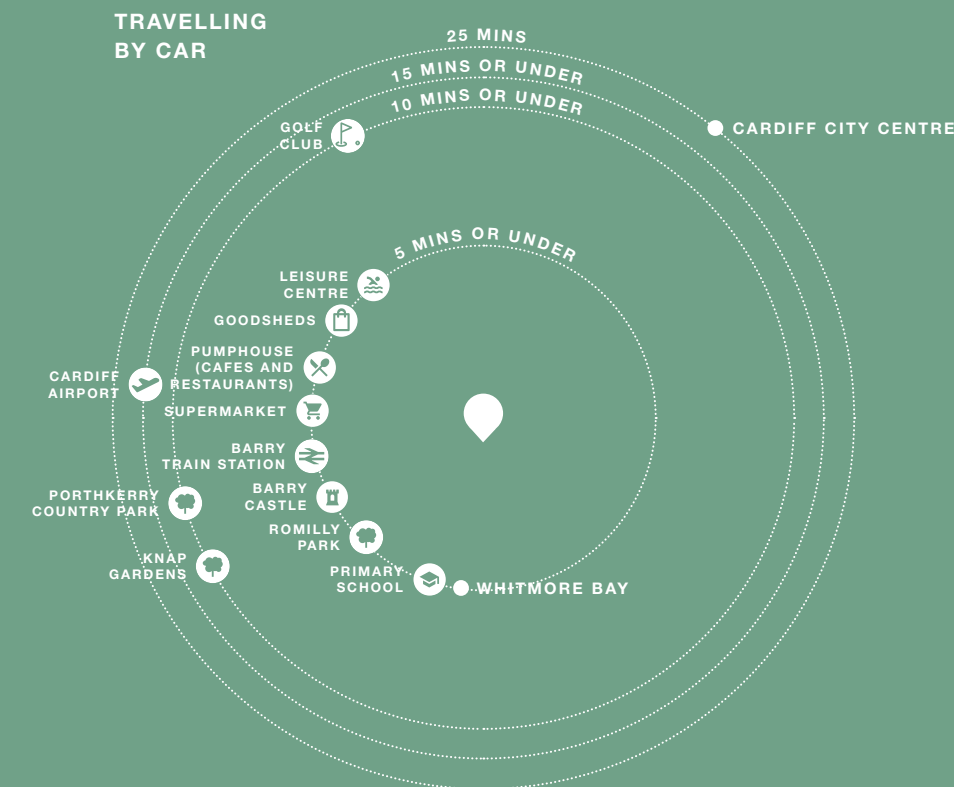 TRAVELLING
BY CAR
25 MINS
15 MINS OR UNDER
10 MINS OR UNDER
GOLF
CLUB
CARDIFF CITY CENTRE
5 MINS OR UNDER
LEISURE
CENTRE
GOODSHEDS
PUMPHOUSE
(CAFES AND
RESTAURANTS)
CARDIFF
AIRPORT
SUPERMARKET
BARRY
TRAIN STATION
PORTHKERRY
COUNTRY PARK
BARRY
CASTLE
ROMILLY
PARK
KNAP
GARDENS
PRIMARY
SCHOOL
WHITMORE BAY